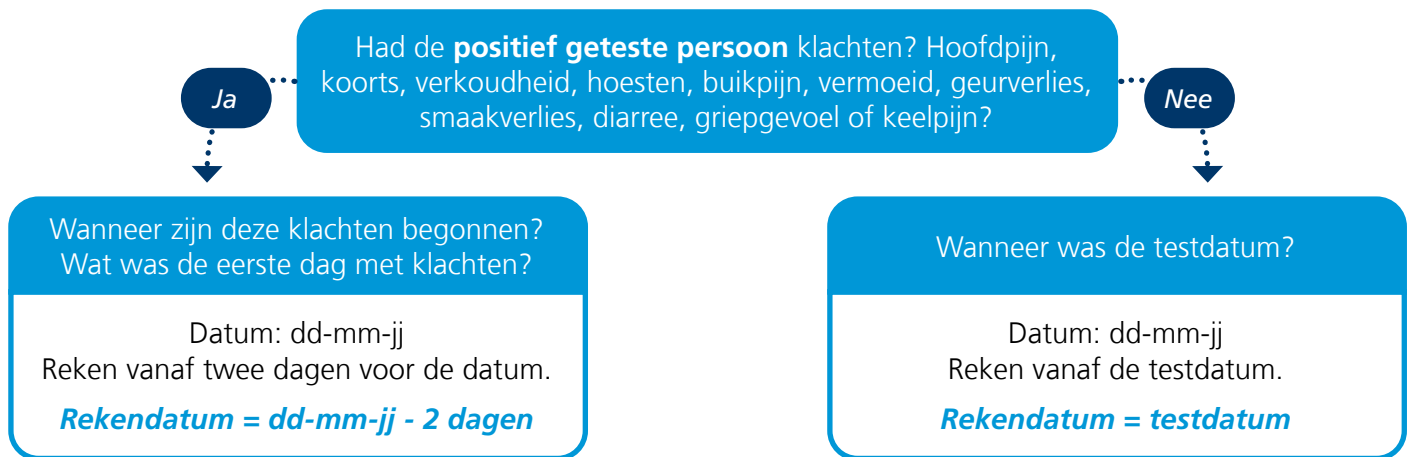 Had de positief geteste persoon klachten? Hoofdpijn,
koorts, verkoudheid, hoesten, buikpijn, vermoeid, geurverlies,
smaakverlies, diarree, griepgevoel of keelpijn?
Ja
Nee
Wanneer zijn deze klachten begonnen?
Wat was de eerste dag met klachten?
Datum: dd-mm-jj
Reken vanaf twee dagen voor de datum.
Rekendatum = dd-mm-jj - 2 dagen
Wanneer was de testdatum?
Datum: dd-mm-jj
Reken vanaf de testdatum.
Rekendatum = testdatum